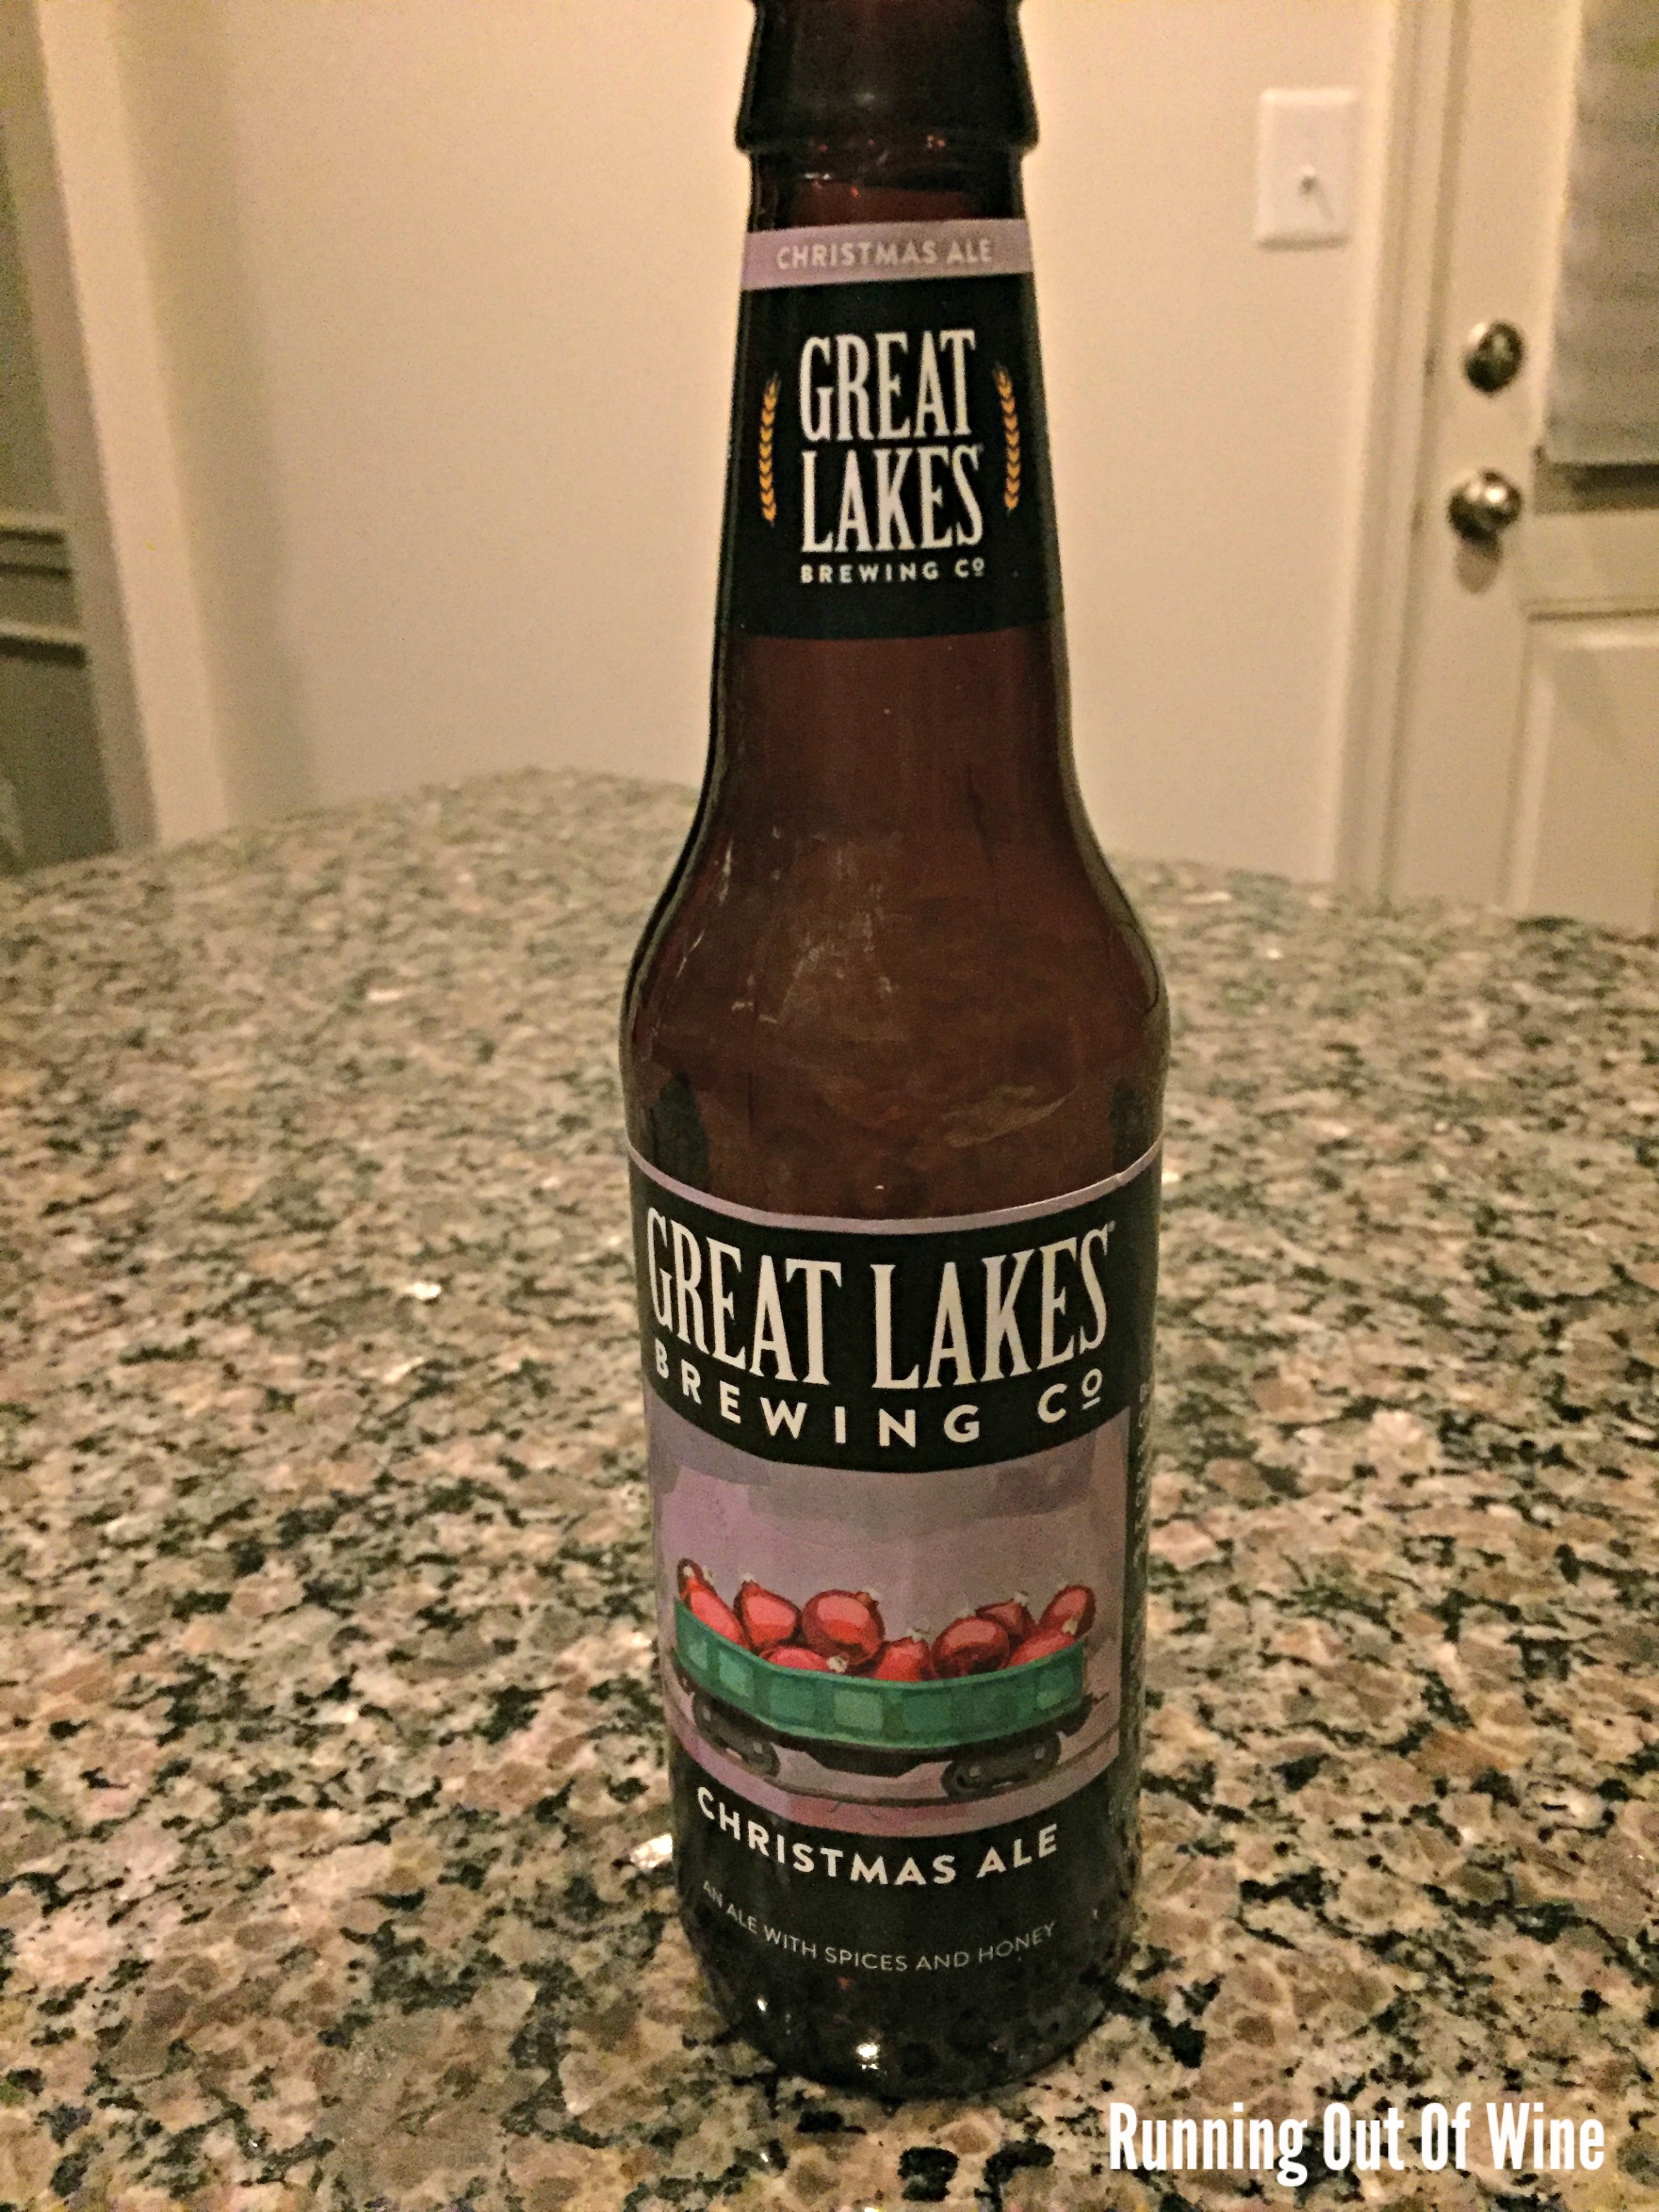 CHRISTMAS ALE
GREAT
LAKES
BREWING Cº
GREAT LAKES®
BREWING Cº
CHRISTMAS ALE
AN ALE WITH SPICES AND HONEY
Running Out Of Wine